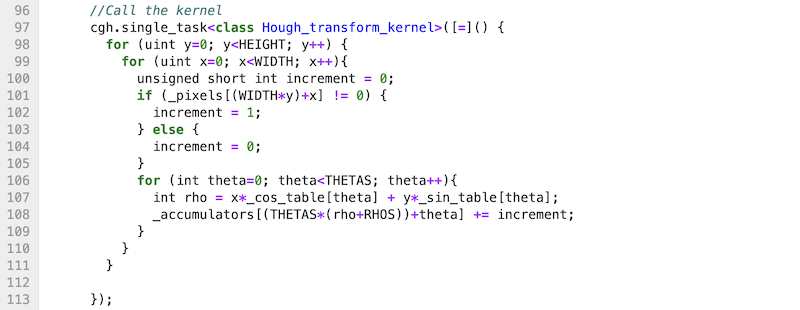 96 //Call the kernel
97 cgh.single_task<class Hough_transform_kernel>([=]() {
98 for (uint y=0; y<HEIGHT; y++) {
99 for (uint x=0; x<WIDTH; x++){
100 unsigned short int increment = 0;
101 if (_pixels[(WIDTH*y)+x] != 0) {
102 increment = 1;
103 } else {
104 increment = 0;
105 }
106 for (int theta=0; theta<THETAS; theta++){
107 int rho = x*_cos_table[theta] + y*_sin_table[theta];
108 _accumulators[(THETAS*(rho+RHOS))+theta] += increment;
109 }
110 }
111 }
112
113 });